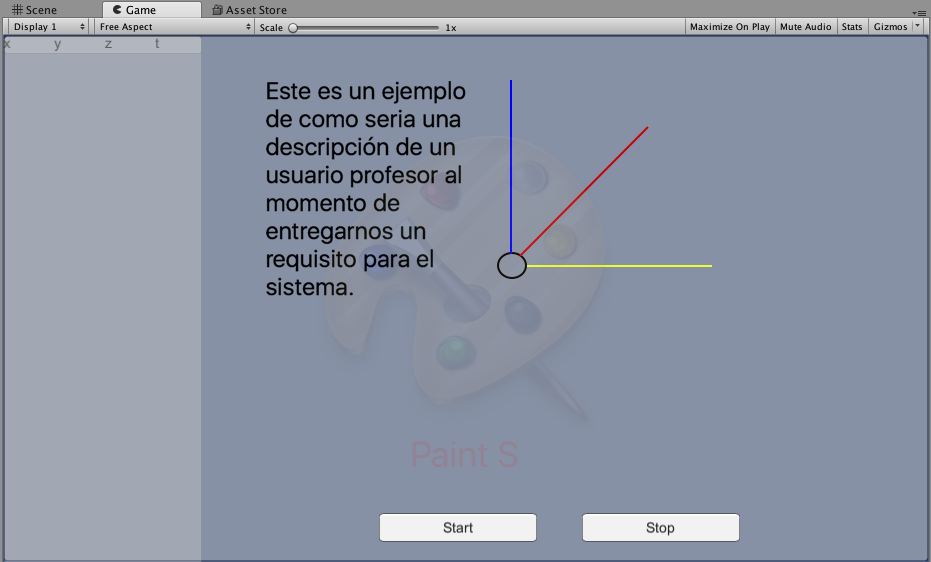 Scene Game Asset Store
Display 1 Free Aspect Scale 1x Maximize On Play Mute Audio Stats Gizmos
x y z t
Este es un ejemplo
de como seria una
descripción de un
usuario profesor al
momento de
entregarnos un
requisito para el
sistema.
Paint S
Start Stop